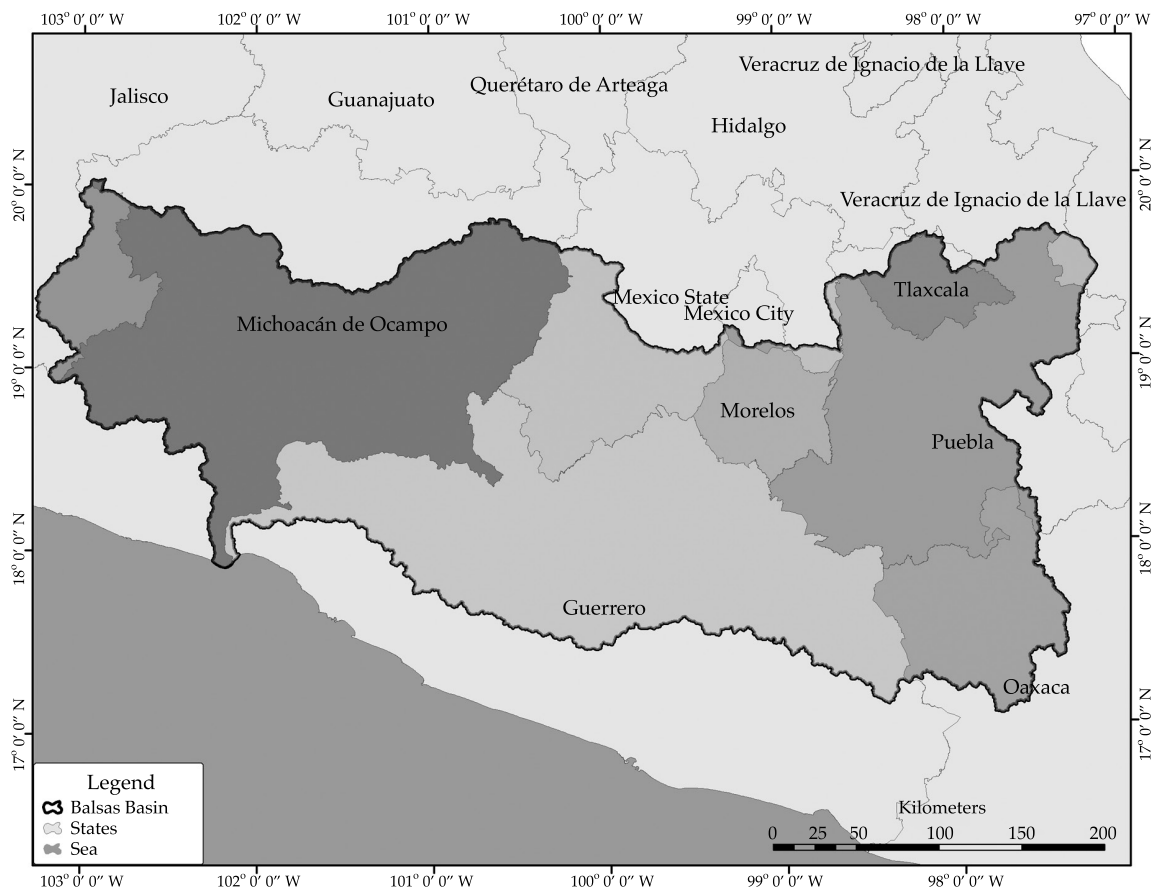 103° 0′ 0″ W 102° 0′ 0″ W 101° 0′ 0″ W 100° 0′ 0″ W 99° 0′ 0″ W 98° 0′ 0″ W 97° 0′ 0″ W
Veracruz de Ignacio de la Llave
Querétaro de Arteaga
Jalisco
Guanajuato
Hidalgo
20° 0′ 0″ N
20° 0′ 0″ N
Veracruz de Ignacio de la Llave
Tlaxcala
Mexico State
Mexico City
Michoacán de Ocampo
19° 0′ 0″ N
19° 0′ 0″ N
Morelos
Puebla
18° 0′ 0″ N
18° 0′ 0″ N
Guerrero
Oaxaca
17° 0′ 0″ N
17° 0′ 0″ N
Legend
Balsas Basin
States
Sea
Kilometers
0 25 50 100 150 200
103° 0′ 0″ W 102° 0′ 0″ W 101° 0′ 0″ W 100° 0′ 0″ W 99° 0′ 0″ W 98° 0′ 0″ W